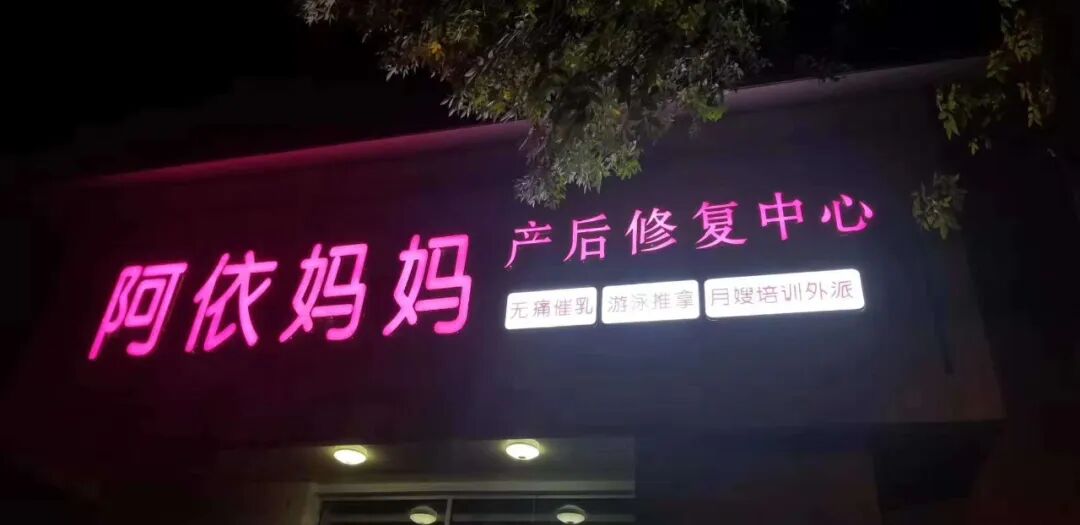 阿依妈妈
产后修复中心
无痛催乳 游泳推拿 月嫂培训外派